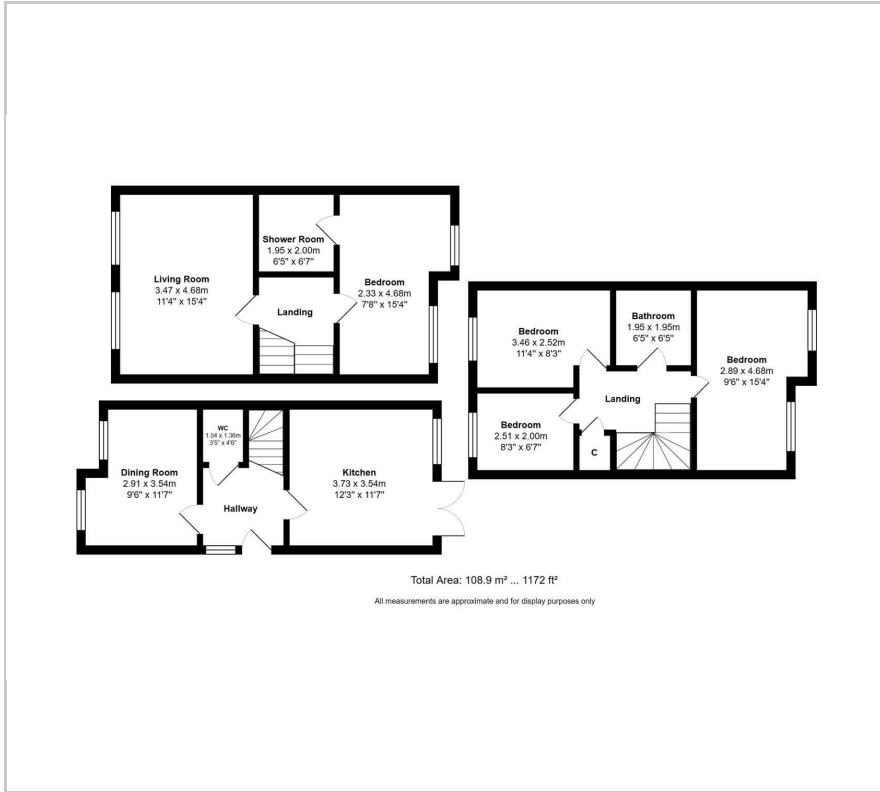 Living Room
3.47 x 4.68m
11'4" x 15'4"
Shower Room
1.95 x 2.00m
6'5" x 6'7"
Landing
Bedroom
2.33 x 4.68m
7'8" x 15'4"
Bedroom
3.46 x 2.52m
11'4" x 8'3"
Bathroom
1.95 x 1.95m
6'5" x 6'5"
Bedroom
2.89 x 4.68m
9'6" x 15'4"
Landing
Bedroom
2.51 x 2.00m
8'3" x 6'7"
C
Dining Room
2.91 x 3.54m
9'6" x 11'7"
WC
1.04 x 1.36m
3'5" x 4'6"
Hallway
Kitchen
3.73 x 3.54m
12'3" x 11'7"
Total Area: 108.9 m² ... 1172 ft²
All measurements are approximate and for display purposes only